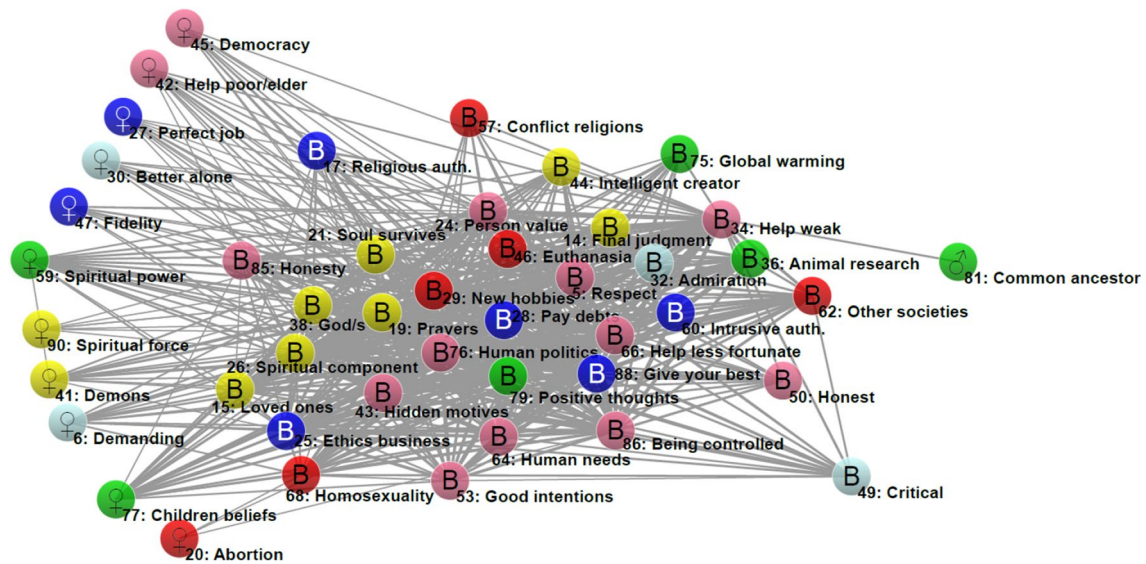 45: Democracy
42: Help poor/elder
27: Perfect job
B 57: Conflict religions
B 17: Religious auth.
30: Better alone
B 75: Global warming
B 44: Intelligent creator
47: Fidelity
B 24: Person value
B 34: Help weak
B 14: Final judgment
B 21: Soul survives
B 46: Euthanasia
59: Spiritual power
B 85: Honesty
B 36: Animal research
B 32: Admiration
81: Common ancestor
B 5: Respect
B 29: New hobbies
B 62: Other societies
B 38: God/s
B 19: Prayers
B 28: Pay debts
B 60: Intrusive auth.
90: Spiritual force
B 66: Help less fortunate
B 76: Human politics
B 26: Spiritual component
B 88: Give your best
41: Demons
B 79: Positive thoughts
B 50: Honest
B 15: Loved ones
B 43: Hidden motives
6: Demanding
B 25: Ethics business
B 86: Being controlled
B 64: Human needs
B 68: Homosexuality
B 53: Good intentions
B 49: Critical
77: Children beliefs
20: Abortion